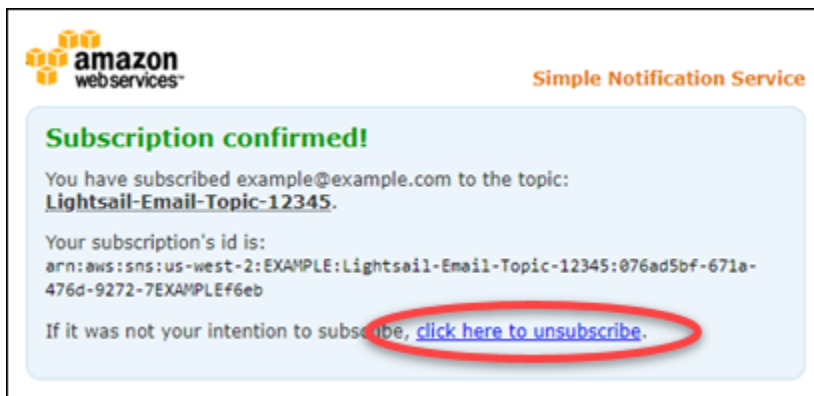 amazon
webservices™
Simple Notification Service
Subscription confirmed!
You have subscribed example@example.com to the topic:
Lightsail-Email-Topic-12345.
Your subscription's id is:
arn:aws:sns:us-west-2:EXAMPLE:Lightsail-Email-Topic-12345:076ad5bf-671a-
476d-9272-7EXAMPLEf6eb
If it was not your intention to subscribe, click here to unsubscribe.